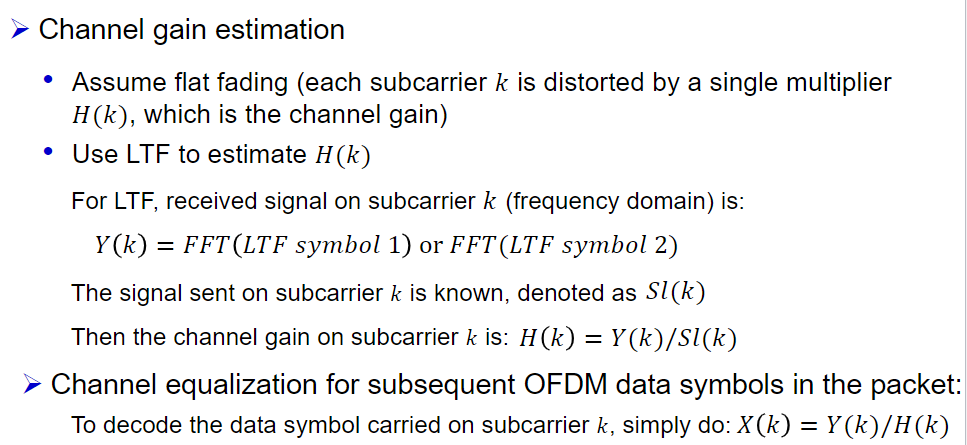 ➢ Channel gain estimation
• Assume flat fading (each subcarrier k is distorted by a single multiplier
H(k), which is the channel gain)
• Use LTF to estimate H(k)
For LTF, received signal on subcarrier k (frequency domain) is:
Y(k) = FFT(LTF symbol 1) or FFT(LTF symbol 2)
The signal sent on subcarrier k is known, denoted as Sl(k)
Then the channel gain on subcarrier k is: H(k) = Y(k)/Sl(k)
➢ Channel equalization for subsequent OFDM data symbols in the packet:
To decode the data symbol carried on subcarrier k, simply do: X(k) = Y(k)/H(k)